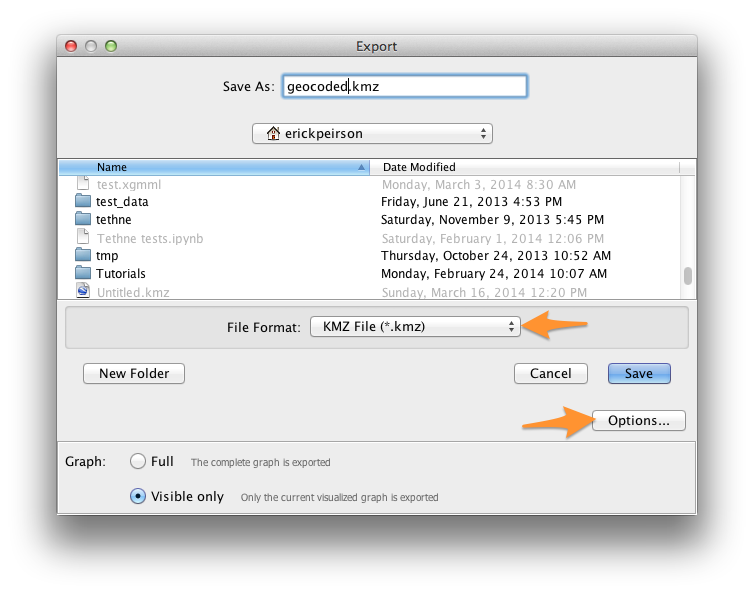 Export
Save As: geocoded.kmz
erickpeirson
Name Date Modified
test.xgmml Monday, March 3, 2014 8:30 AM
test_data Friday, June 21, 2013 4:53 PM
tethne Saturday, November 9, 2013 5:45 PM
Tethne tests.ipynb Saturday, February 1, 2014 12:06 PM
tmp Thursday, October 24, 2013 10:52 AM
Tutorials Monday, February 24, 2014 10:07 AM
Untitled.kmz Sunday, March 16, 2014 12:20 PM
File Format: KMZ File (*.kmz)
New Folder Cancel Save
Options...
Graph: Full The complete graph is exported
Visible only Only the current visualized graph is exported